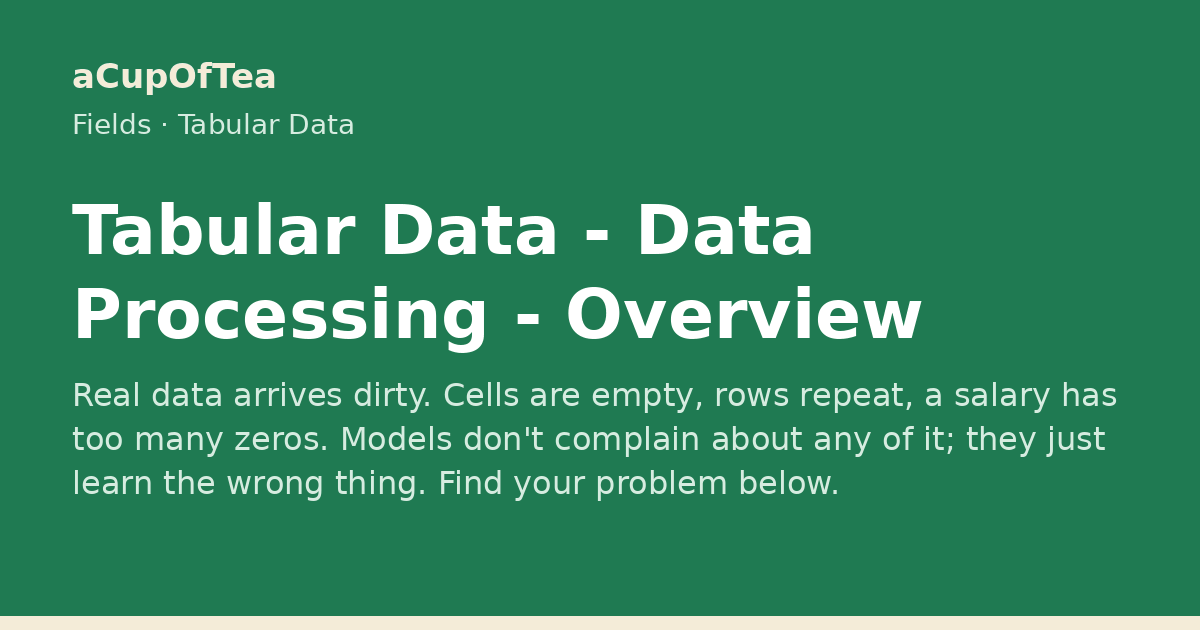 aCupOfTea
Fields · Tabular Data
Tabular Data - Data
Processing - Overview
Real data arrives dirty. Cells are empty, rows repeat, a salary has
too many zeros. Models don't complain about any of it; they just
learn the wrong thing. Find your problem below.